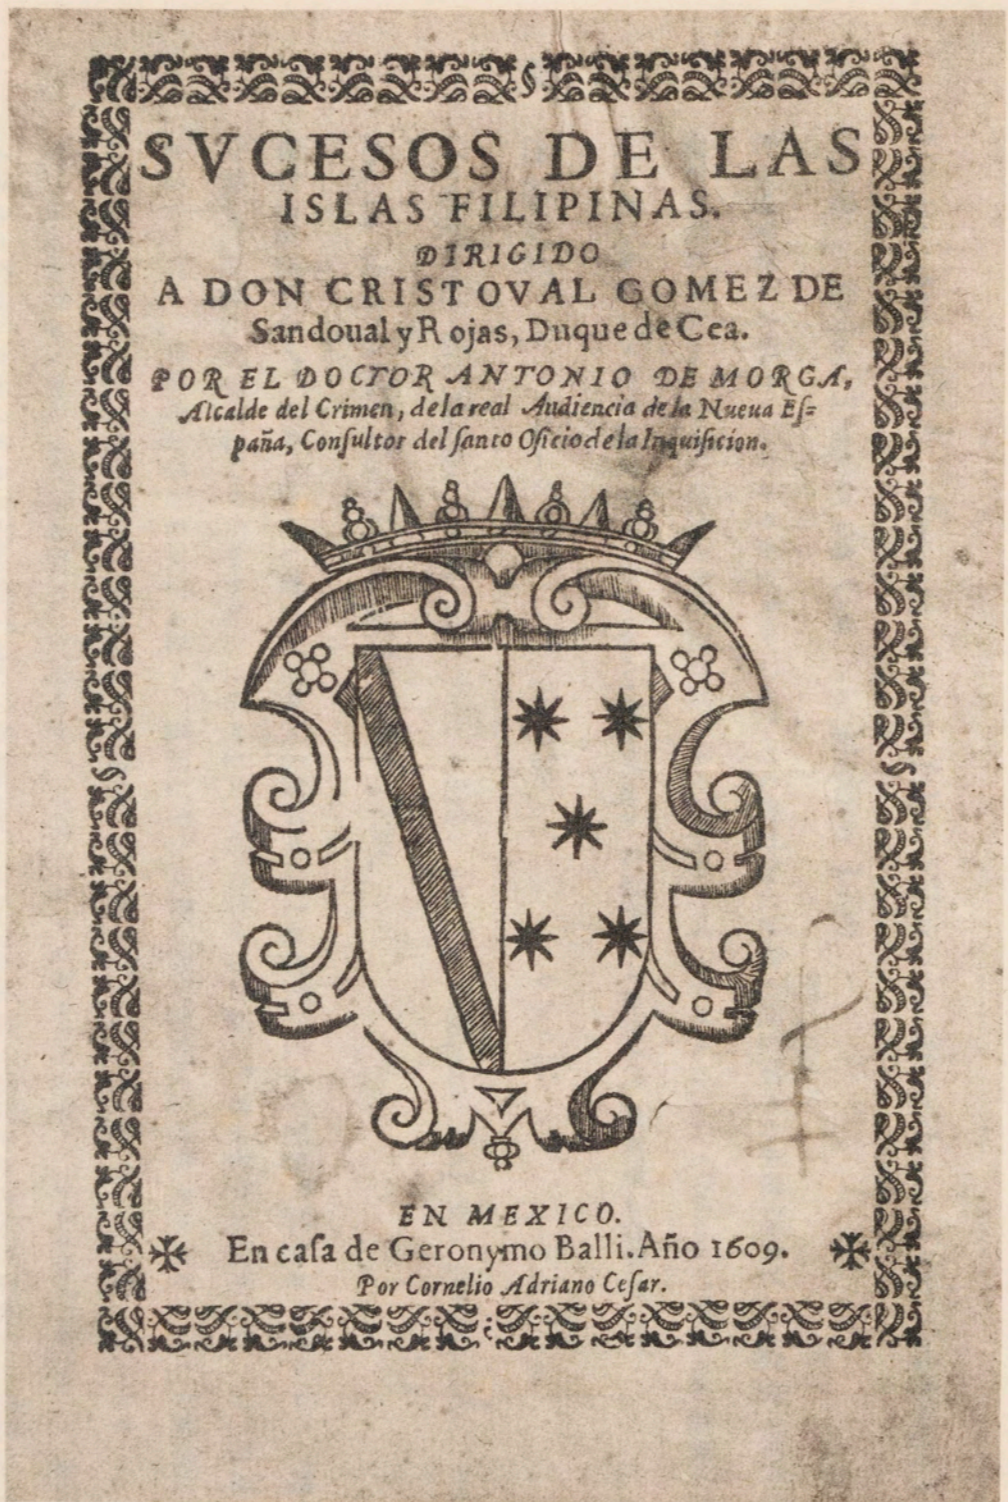 SVCESOS DE LAS
ISLAS FILIPINAS.
DIRIGIDO
A DON CRISTOVAL GOMEZ DE
Sandoual y Rojas, Duque de Cea.
POR EL DOCTOR ANTONIO DE MORGA,
Alcalde del Crimen, de la real Audiencia de la Nueua Eſ=
paña, Conſultor del ſanto Oficio de la Inquiſicion.
EN MEXICO.
En caſa de Geronymo Balli. Año 1609.
Por Cornelio Adriano Ceſar.